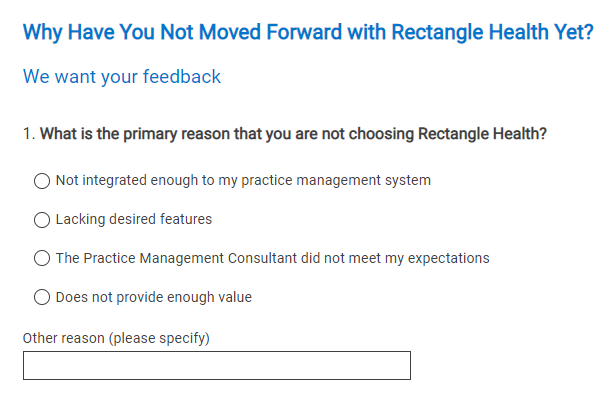 Why Have You Not Moved Forward with Rectangle Health Yet?
We want your feedback
1. What is the primary reason that you are not choosing Rectangle Health?
Not integrated enough to my practice management system
Lacking desired features
The Practice Management Consultant did not meet my expectations
Does not provide enough value
Other reason (please specify)